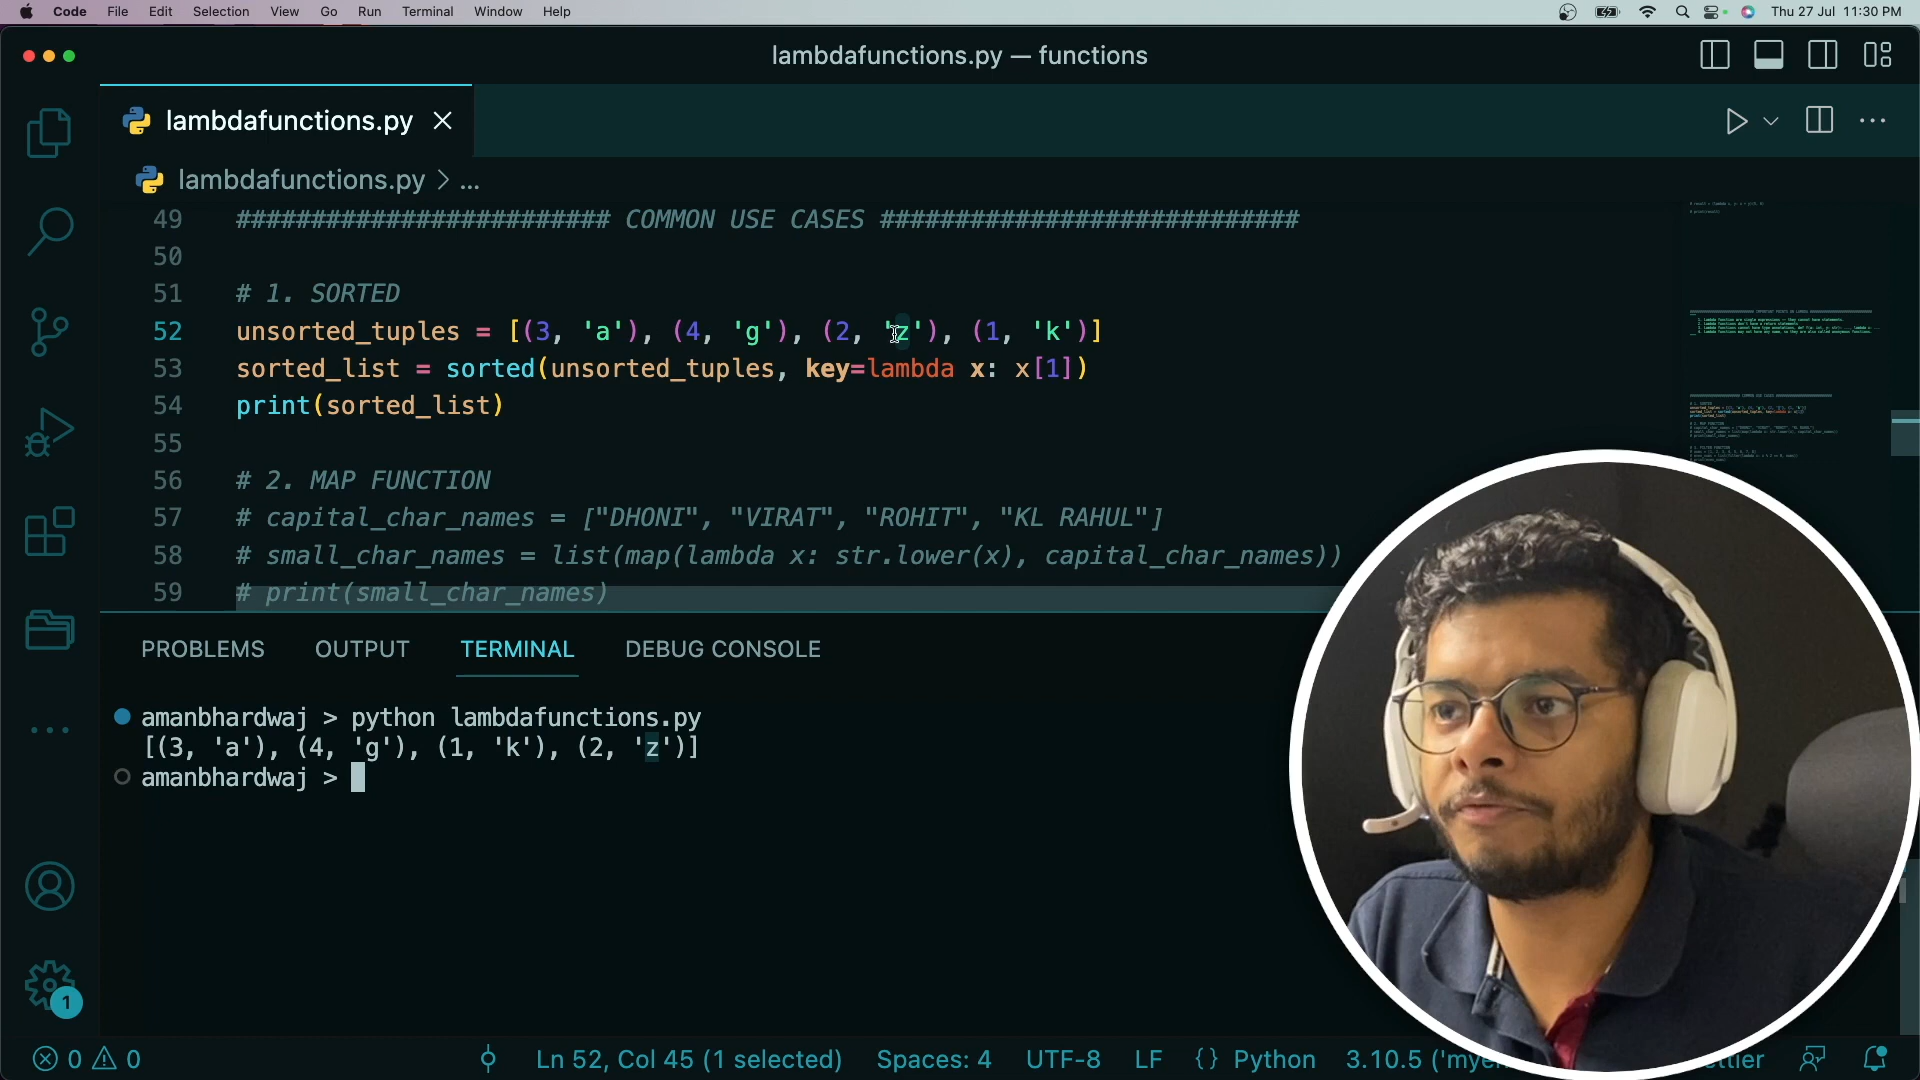 Code File Edit Selection View Go Run Terminal Window Help Thu 27 Jul 11:30 PM
lambdafunctions.py — functions
lambdafunctions.py
lambdafunctions.py > ...
49 ######################### COMMON USE CASES ############################
50
51 # 1. SORTED
52 unsorted_tuples = [(3, 'a'), (4, 'g'), (2, 'z'), (1, 'k')]
53 sorted_list = sorted(unsorted_tuples, key=lambda x: x[1])
54 print(sorted_list)
55
56 # 2. MAP FUNCTION
57 # capital_char_names = ["DHONI", "VIRAT", "ROHIT", "KL RAHUL"]
58 # small_char_names = list(map(lambda x: str.lower(x), capital_char_names))
59 # print(small_char_names)
PROBLEMS OUTPUT TERMINAL DEBUG CONSOLE
amanbhardwaj > python lambdafunctions.py
[(3, 'a'), (4, 'g'), (1, 'k'), (2, 'z')]
amanbhardwaj >
1
0 0 Ln 52, Col 45 (1 selected) Spaces: 4 UTF-8 LF {} Python 3.10.5